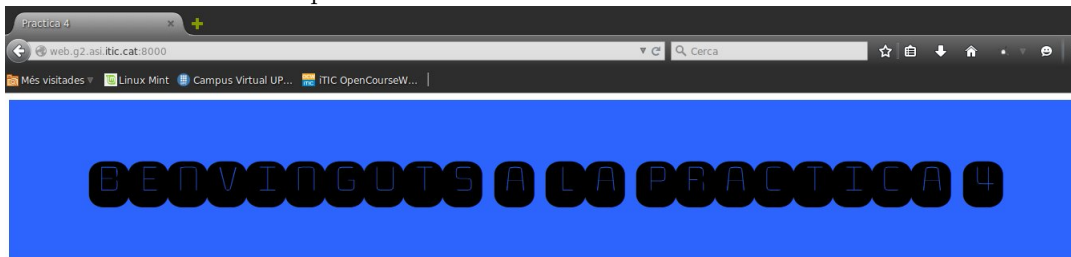 Practica 4
web.g2.asi.itic.cat:8000
Cerca
Més visitades
Linux Mint
Campus Virtual UP...
iTIC OpenCourseW...
BENVINGUTS A LA PRACTICA 4